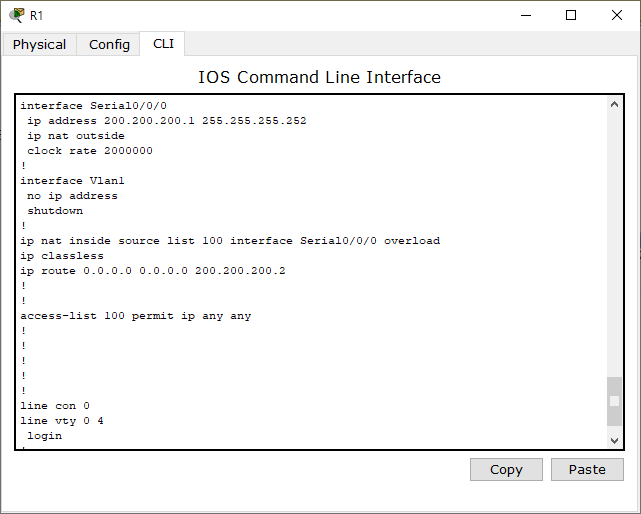 R1
Physical Config CLI
IOS Command Line Interface
interface Serial0/0/0
 ip address 200.200.200.1 255.255.255.252
 ip nat outside
 clock rate 2000000
!
interface Vlan1
 no ip address
 shutdown
!
ip nat inside source list 100 interface Serial0/0/0 overload
ip classless
ip route 0.0.0.0 0.0.0.0 200.200.200.2
!
!
access-list 100 permit ip any any
!
!
!
!
!
line con 0
line vty 0 4
 login
!
Copy Paste